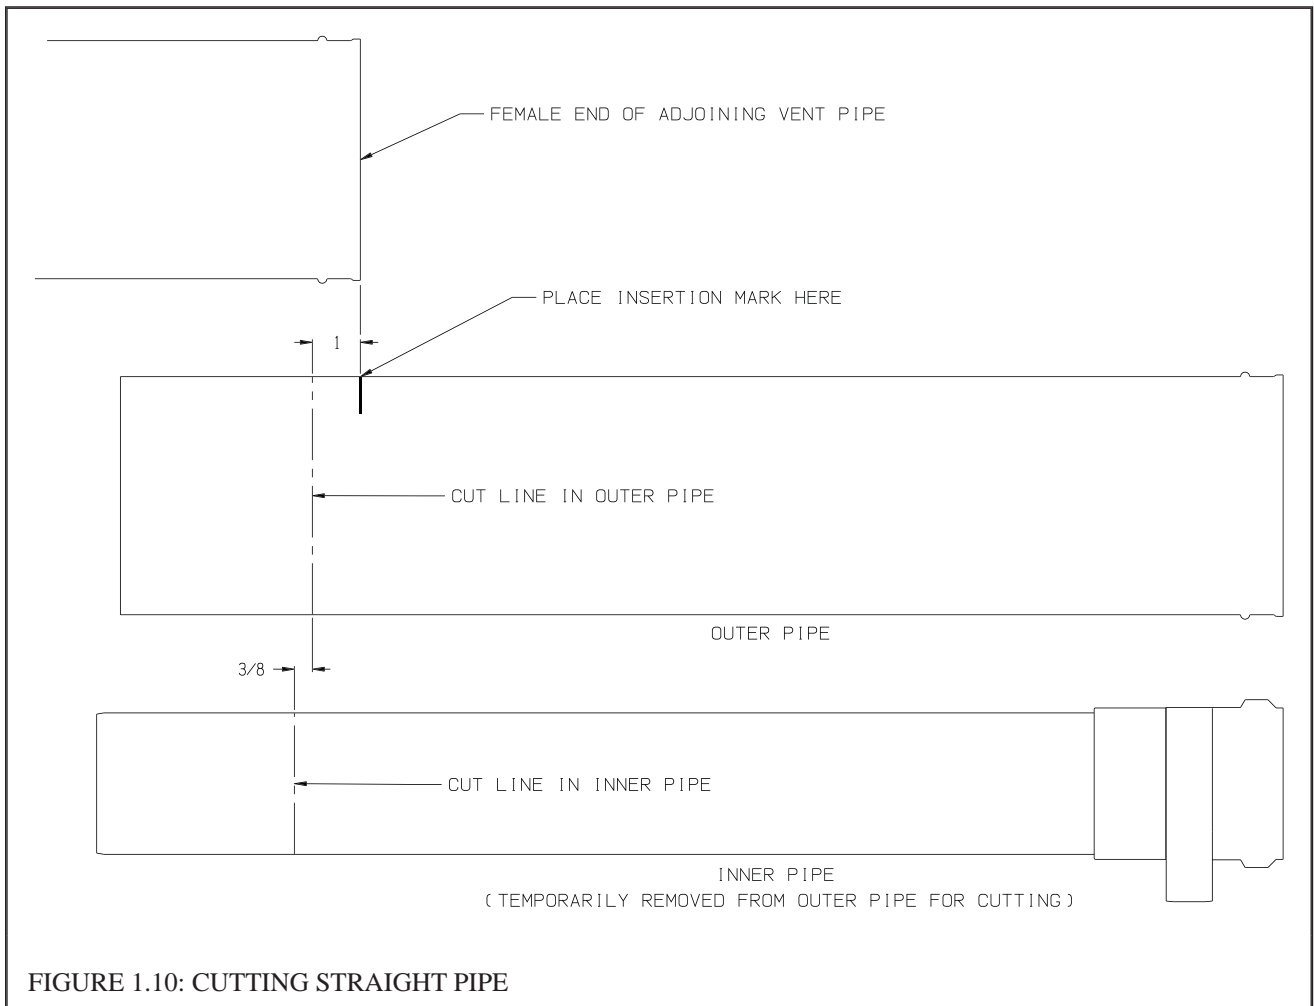 FEMALE END OF ADJOINING VENT PIPE
PLACE INSERTION MARK HERE
1
CUT LINE IN OUTER PIPE
OUTER PIPE
3/8
CUT LINE IN INNER PIPE
INNER PIPE
(TEMPORARILY REMOVED FROM OUTER PIPE FOR CUTTING)
FIGURE 1.10: CUTTING STRAIGHT PIPE